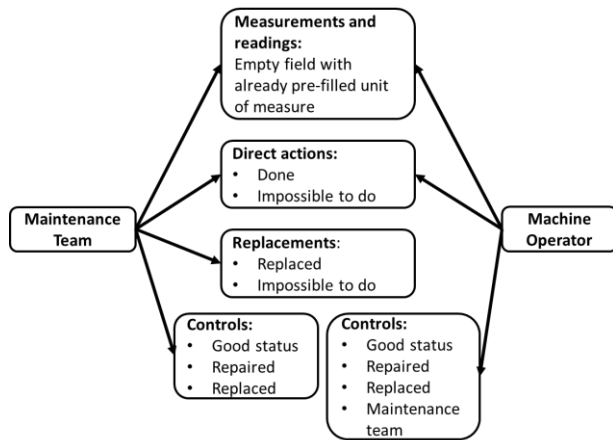 Measurements and
readings:
Empty field with
already pre-filled unit
of measure
Direct actions:
• Done
• Impossible to do
Maintenance
Team
Machine
Operator
Replacements:
• Replaced
• Impossible to do
Controls:
• Good status
• Repaired
• Replaced
Controls:
• Good status
• Repaired
• Replaced
• Maintenance
team